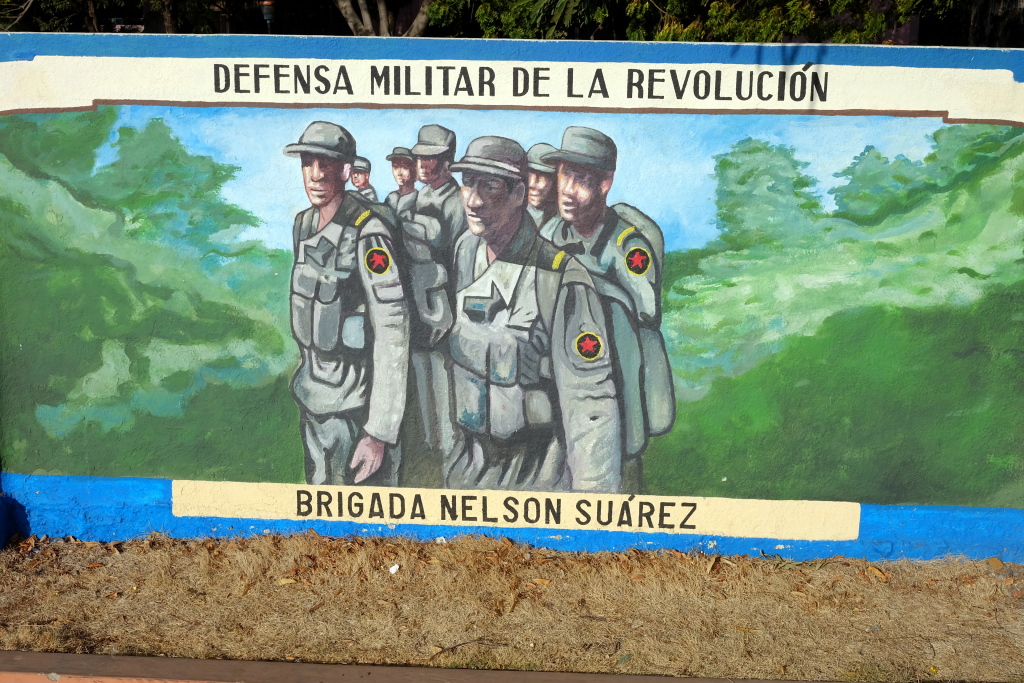 DEFENSA MILITAR DE LA REVOLUCIÓN
BRIGADA NELSON SUÁREZ